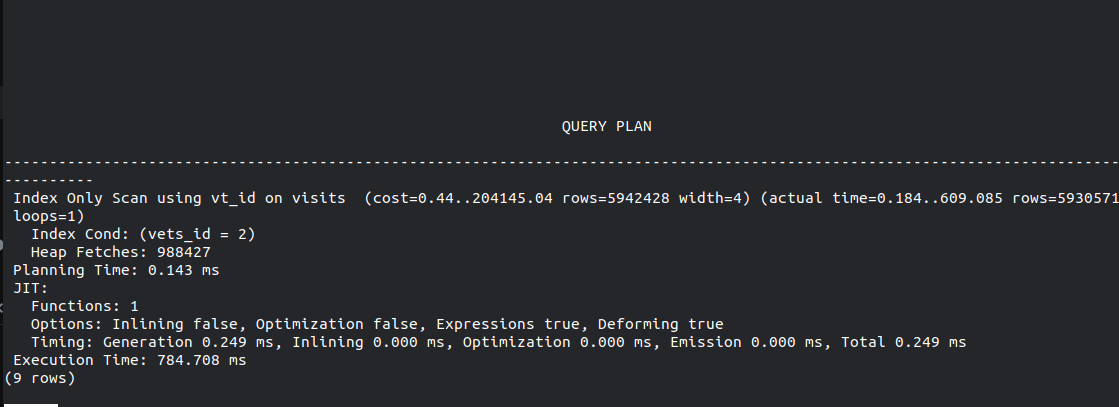 QUERY PLAN
----------------------------------------------------------------------------------------------------------------------------
----------
Index Only Scan using vt_id on visits  (cost=0.44..204145.04 rows=5942428 width=4) (actual time=0.184..609.085 rows=5930571
loops=1)
Index Cond: (vets_id = 2)
Heap Fetches: 988427
Planning Time: 0.143 ms
JIT:
Functions: 1
Options: Inlining false, Optimization false, Expressions true, Deforming true
Timing: Generation 0.249 ms, Inlining 0.000 ms, Optimization 0.000 ms, Emission 0.000 ms, Total 0.249 ms
Execution Time: 784.708 ms
(9 rows)